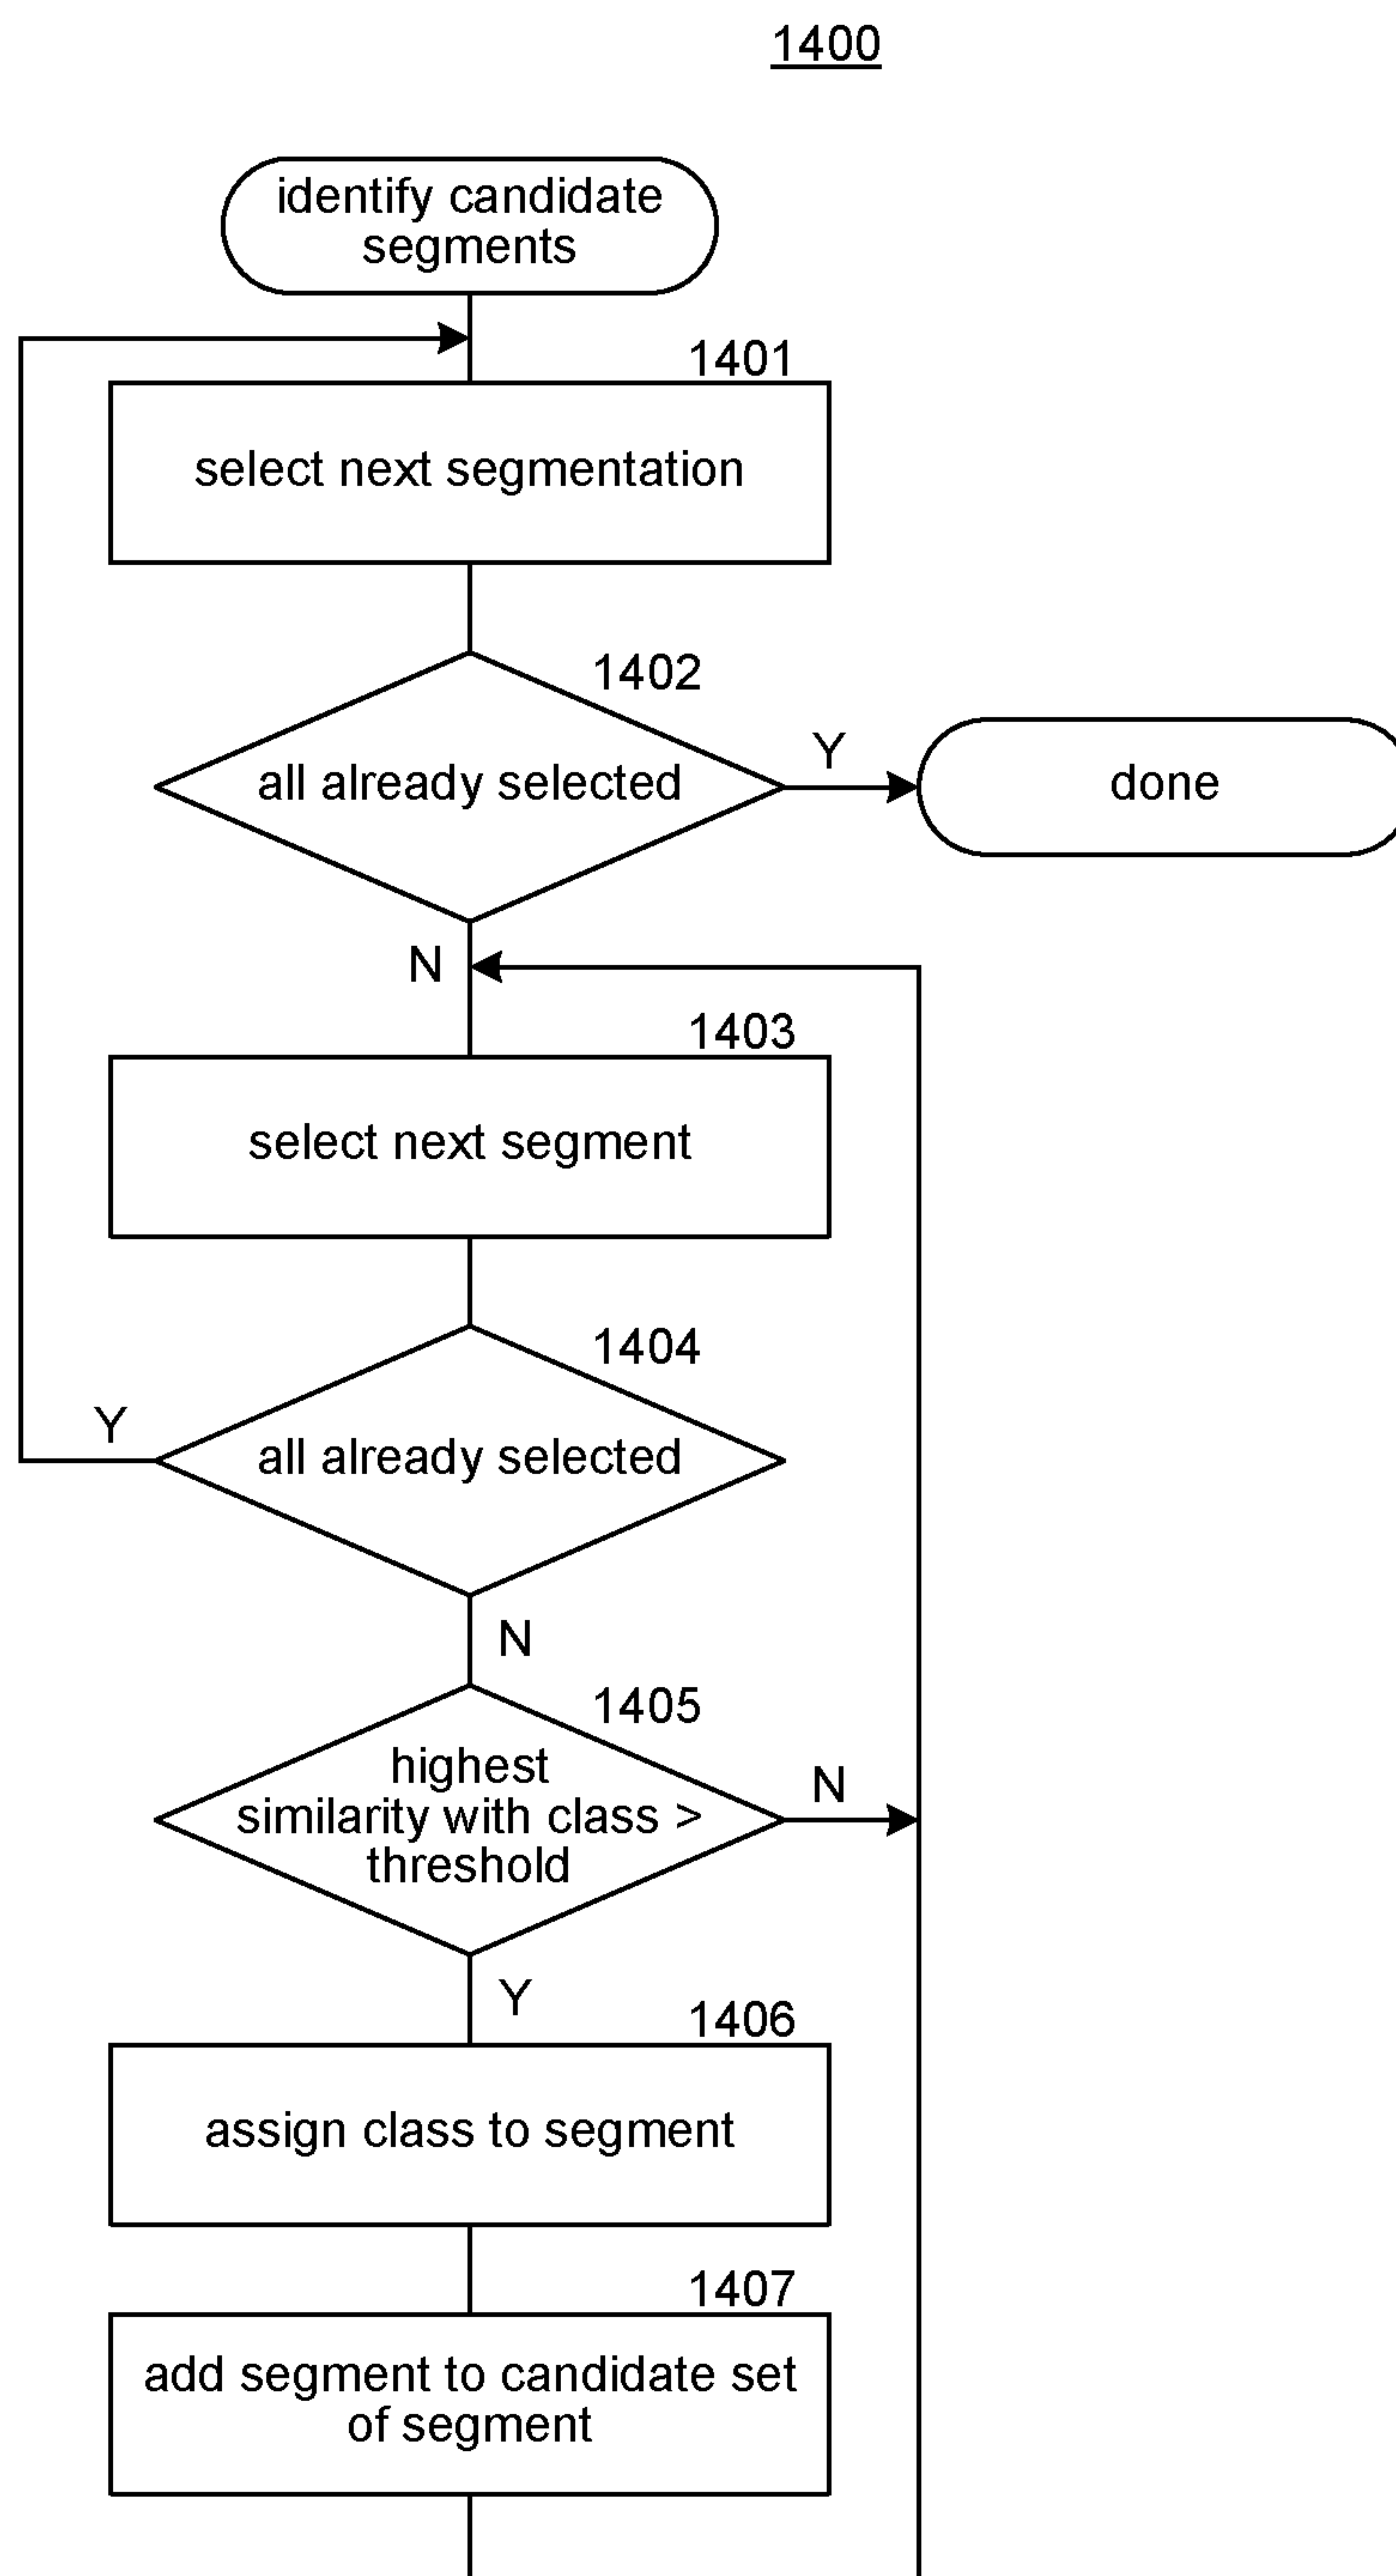 1400
identify candidate
segments
1401
select next segmentation
1402
all already selected
Y
done
N
1403
select next segment
1404
Y
all already selected
N
1405
highest
similarity with class >
threshold
N
Y
1406
assign class to segment
1407
add segment to candidate set
of segment